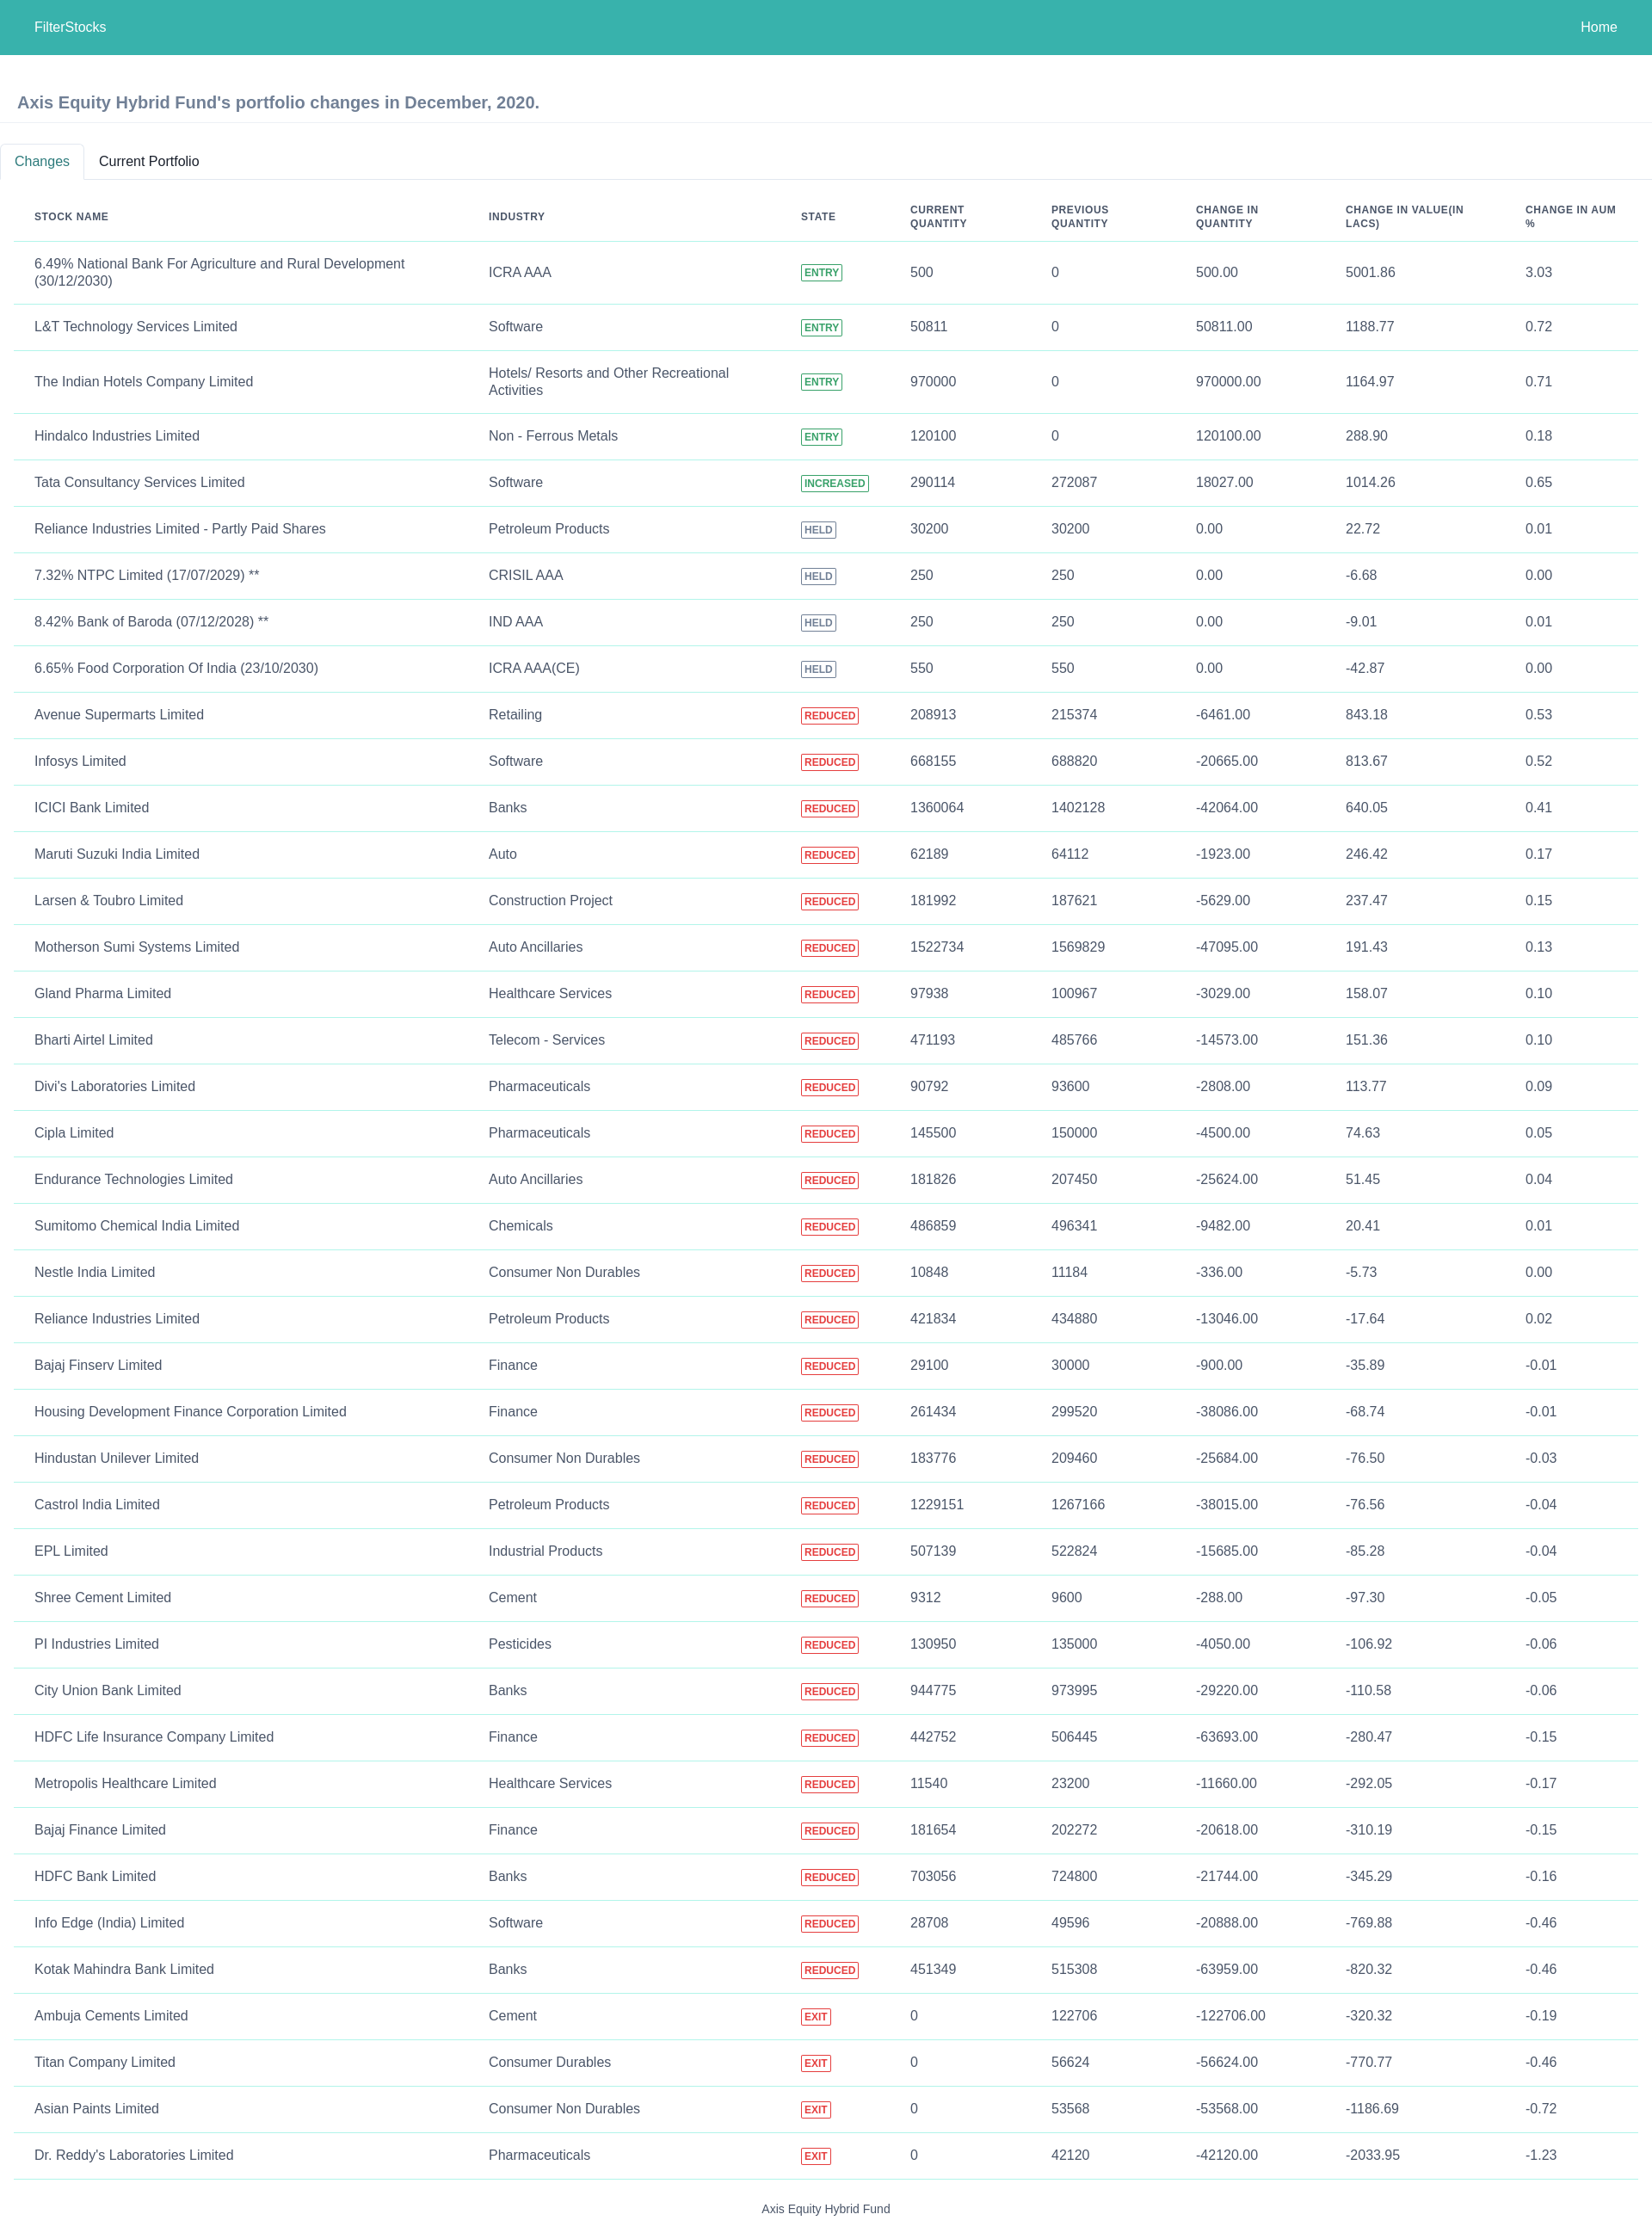 FilterStocks Home
Axis Equity Hybrid Fund's portfolio changes in December, 2020.
Changes Current Portfolio
STOCK NAME INDUSTRY STATE CURRENT QUANTITY PREVIOUS QUANTITY CHANGE IN QUANTITY CHANGE IN VALUE(IN LACS) CHANGE IN AUM %
6.49% National Bank For Agriculture and Rural Development (30/12/2030) ICRA AAA ENTRY 500 0 500.00 5001.86 3.03
L&T Technology Services Limited Software ENTRY 50811 0 50811.00 1188.77 0.72
The Indian Hotels Company Limited Hotels/ Resorts and Other Recreational Activities ENTRY 970000 0 970000.00 1164.97 0.71
Hindalco Industries Limited Non - Ferrous Metals ENTRY 120100 0 120100.00 288.90 0.18
Tata Consultancy Services Limited Software INCREASED 290114 272087 18027.00 1014.26 0.65
Reliance Industries Limited - Partly Paid Shares Petroleum Products HELD 30200 30200 0.00 22.72 0.01
7.32% NTPC Limited (17/07/2029) ** CRISIL AAA HELD 250 250 0.00 -6.68 0.00
8.42% Bank of Baroda (07/12/2028) ** IND AAA HELD 250 250 0.00 -9.01 0.01
6.65% Food Corporation Of India (23/10/2030) ICRA AAA(CE) HELD 550 550 0.00 -42.87 0.00
Avenue Supermarts Limited Retailing REDUCED 208913 215374 -6461.00 843.18 0.53
Infosys Limited Software REDUCED 668155 688820 -20665.00 813.67 0.52
ICICI Bank Limited Banks REDUCED 1360064 1402128 -42064.00 640.05 0.41
Maruti Suzuki India Limited Auto REDUCED 62189 64112 -1923.00 246.42 0.17
Larsen & Toubro Limited Construction Project REDUCED 181992 187621 -5629.00 237.47 0.15
Motherson Sumi Systems Limited Auto Ancillaries REDUCED 1522734 1569829 -47095.00 191.43 0.13
Gland Pharma Limited Healthcare Services REDUCED 97938 100967 -3029.00 158.07 0.10
Bharti Airtel Limited Telecom - Services REDUCED 471193 485766 -14573.00 151.36 0.10
Divi's Laboratories Limited Pharmaceuticals REDUCED 90792 93600 -2808.00 113.77 0.09
Cipla Limited Pharmaceuticals REDUCED 145500 150000 -4500.00 74.63 0.05
Endurance Technologies Limited Auto Ancillaries REDUCED 181826 207450 -25624.00 51.45 0.04
Sumitomo Chemical India Limited Chemicals REDUCED 486859 496341 -9482.00 20.41 0.01
Nestle India Limited Consumer Non Durables REDUCED 10848 11184 -336.00 -5.73 0.00
Reliance Industries Limited Petroleum Products REDUCED 421834 434880 -13046.00 -17.64 0.02
Bajaj Finserv Limited Finance REDUCED 29100 30000 -900.00 -35.89 -0.01
Housing Development Finance Corporation Limited Finance REDUCED 261434 299520 -38086.00 -68.74 -0.01
Hindustan Unilever Limited Consumer Non Durables REDUCED 183776 209460 -25684.00 -76.50 -0.03
Castrol India Limited Petroleum Products REDUCED 1229151 1267166 -38015.00 -76.56 -0.04
EPL Limited Industrial Products REDUCED 507139 522824 -15685.00 -85.28 -0.04
Shree Cement Limited Cement REDUCED 9312 9600 -288.00 -97.30 -0.05
PI Industries Limited Pesticides REDUCED 130950 135000 -4050.00 -106.92 -0.06
City Union Bank Limited Banks REDUCED 944775 973995 -29220.00 -110.58 -0.06
HDFC Life Insurance Company Limited Finance REDUCED 442752 506445 -63693.00 -280.47 -0.15
Metropolis Healthcare Limited Healthcare Services REDUCED 11540 23200 -11660.00 -292.05 -0.17
Bajaj Finance Limited Finance REDUCED 181654 202272 -20618.00 -310.19 -0.15
HDFC Bank Limited Banks REDUCED 703056 724800 -21744.00 -345.29 -0.16
Info Edge (India) Limited Software REDUCED 28708 49596 -20888.00 -769.88 -0.46
Kotak Mahindra Bank Limited Banks REDUCED 451349 515308 -63959.00 -820.32 -0.46
Ambuja Cements Limited Cement EXIT 0 122706 -122706.00 -320.32 -0.19
Titan Company Limited Consumer Durables EXIT 0 56624 -56624.00 -770.77 -0.46
Asian Paints Limited Consumer Non Durables EXIT 0 53568 -53568.00 -1186.69 -0.72
Dr. Reddy's Laboratories Limited Pharmaceuticals EXIT 0 42120 -42120.00 -2033.95 -1.23
Axis Equity Hybrid Fund